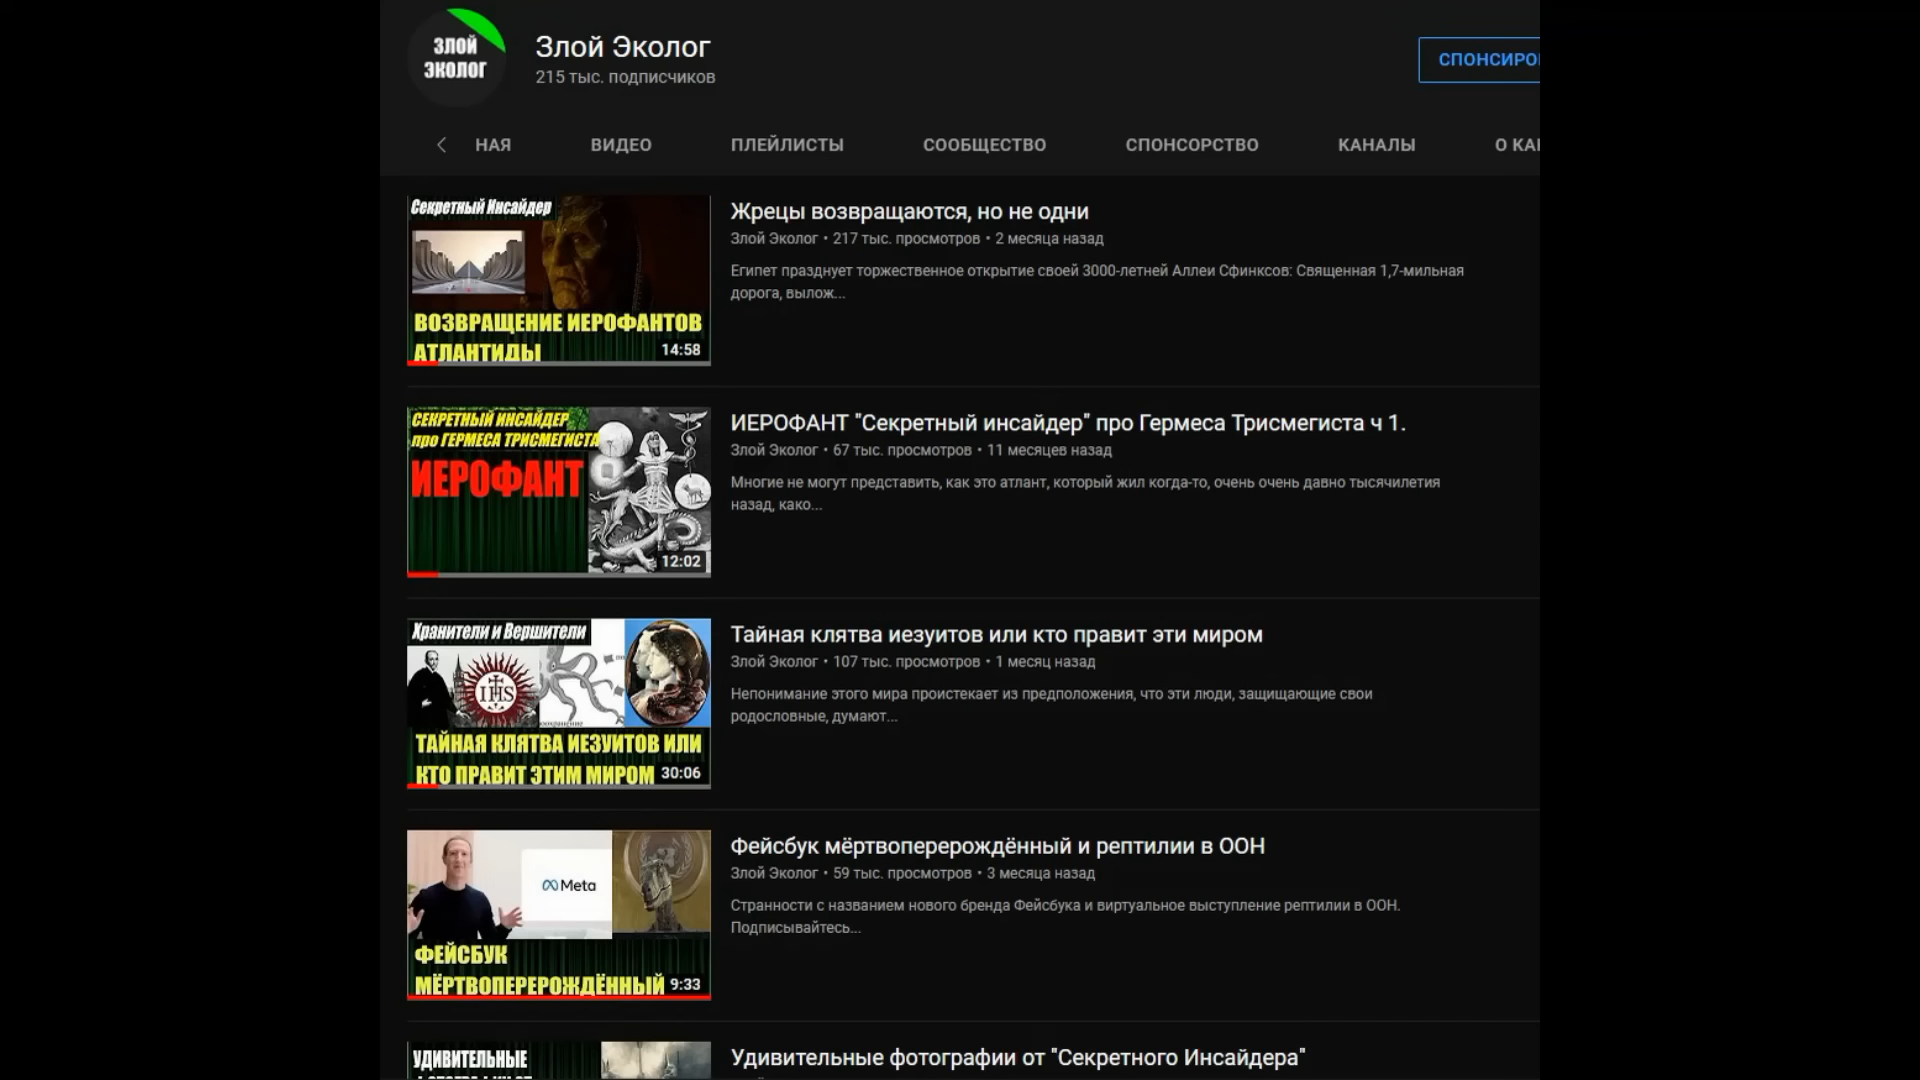 ЗЛОЙ
ЭКОЛОГ
Злой Эколог
215 тыс. подписчиков
СПОНСИРО
НАЯ
ВИДЕО
ПЛЕЙЛИСТЫ
СООБЩЕСТВО
СПОНСОРСТВО
КАНАЛЫ
О КА
Секретный Инсайдер
ВОЗВРАЩЕНИЕ ИЕРОФАНТОВ
АТЛАНТИДЫ
14:58
Жрецы возвращаются, но не одни
Злой Эколог • 217 тыс. просмотров • 2 месяца назад
Египет празднует торжественное открытие своей 3000-летней Аллеи Сфинксов: Священная 1,7-мильная
дорога, вылож...
СЕКРЕТНЫЙ ИНСАЙДЕР
про ГЕРМЕСА ТРИСМЕГИСТА
ИЕРОФАНТ
12:02
ИЕРОФАНТ "Секретный инсайдер" про Гермеса Трисмегиста ч 1.
Злой Эколог • 67 тыс. просмотров • 11 месяцев назад
Многие не могут представить, как это атлант, который жил когда-то, очень очень давно тысячилетия
назад, како...
Хранители и Вершители
IHS
ТАЙНАЯ КЛЯТВА ИЕЗУИТОВ ИЛИ
КТО ПРАВИТ ЭТИМ МИРОМ
30:06
Тайная клятва иезуитов или кто правит эти миром
Злой Эколог • 107 тыс. просмотров • 1 месяц назад
Непонимание этого мира проистекает из предположения, что эти люди, защищающие свои
родословные, думают...
Meta
ФЕЙСБУК
МЁРТВОПЕРЕРОЖДЁННЫЙ
9:33
Фейсбук мёртвоперерождённый и рептилии в ООН
Злой Эколог • 59 тыс. просмотров • 3 месяца назад
Странности с названием нового бренда Фейсбука и виртуальное выступление рептилии в ООН.
Подписывайтесь...
УДИВИТЕЛЬНЫЕ
Удивительные фотографии от "Секретного Инсайдера"